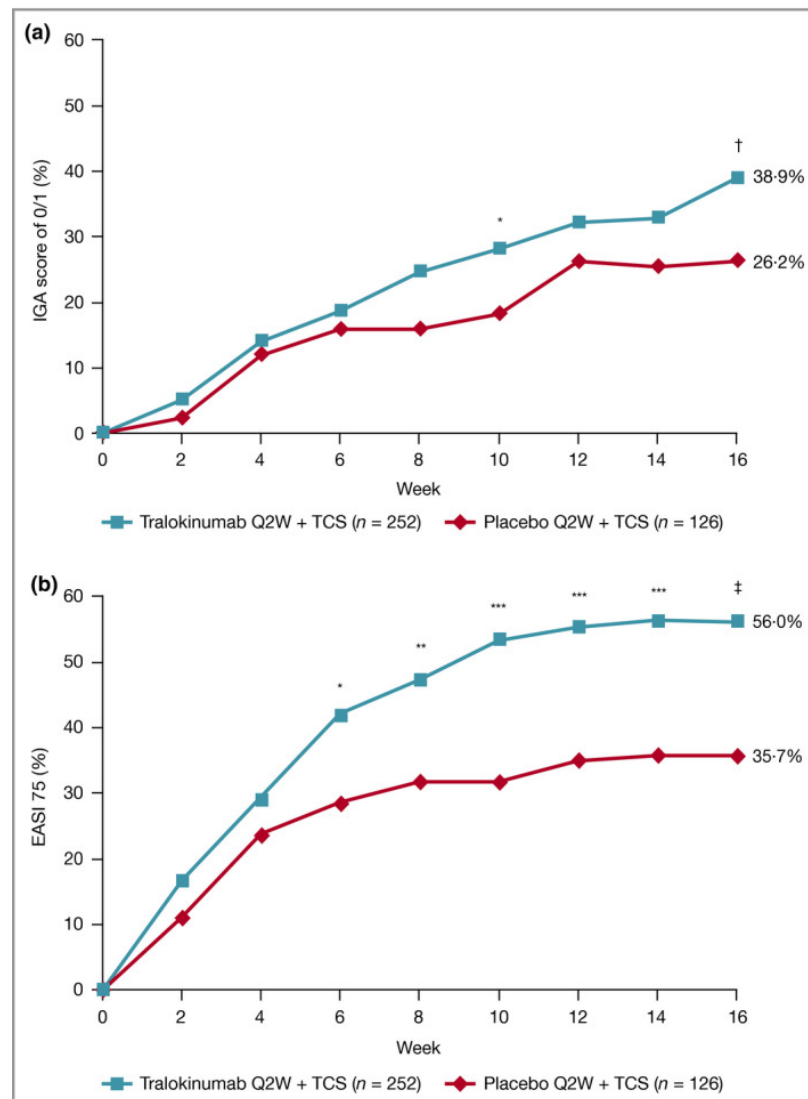 (a)
60
50
40
30
20
10
0
IGA score of 0/1 (%)
*
†
38·9%
26·2%
0 2 4 6 8 10 12 14 16
Week
Tralokinumab Q2W + TCS (n = 252) Placebo Q2W + TCS (n = 126)
(b)
60
50
40
30
20
10
0
EASI 75 (%)
* ** *** *** *** ‡
56·0%
35·7%
0 2 4 6 8 10 12 14 16
Week
Tralokinumab Q2W + TCS (n = 252) Placebo Q2W + TCS (n = 126)